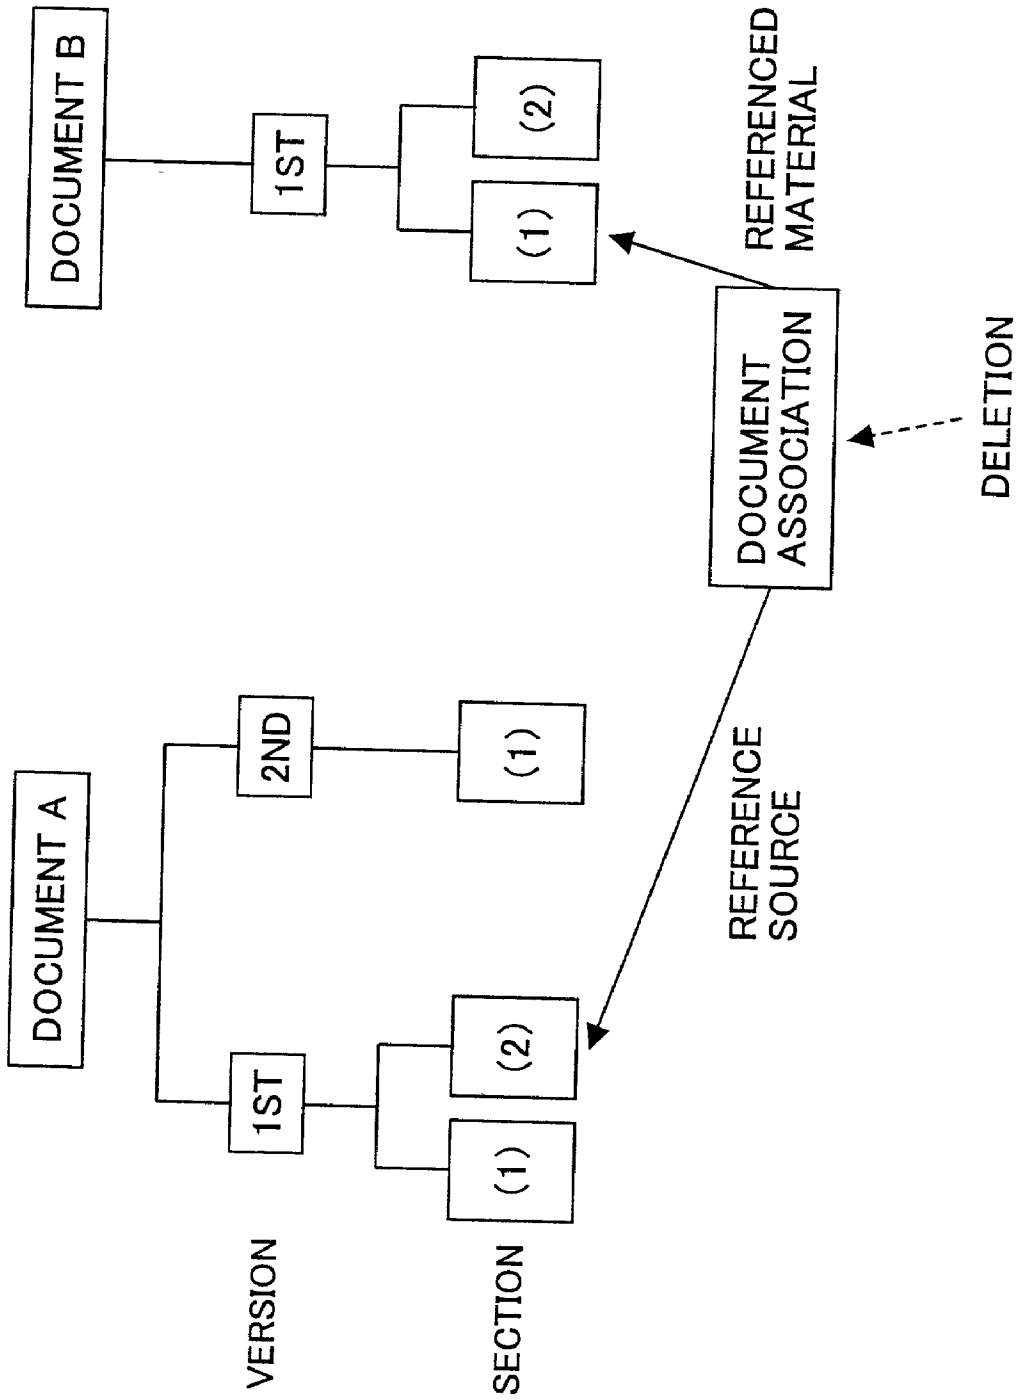 DOCUMENT A
DOCUMENT B
VERSION
1ST
2ND
1ST
SECTION
(1)
(2)
(1)
(1)
(2)
REFERENCE
SOURCE
DOCUMENT
ASSOCIATION
REFERENCED
MATERIAL
DELETION